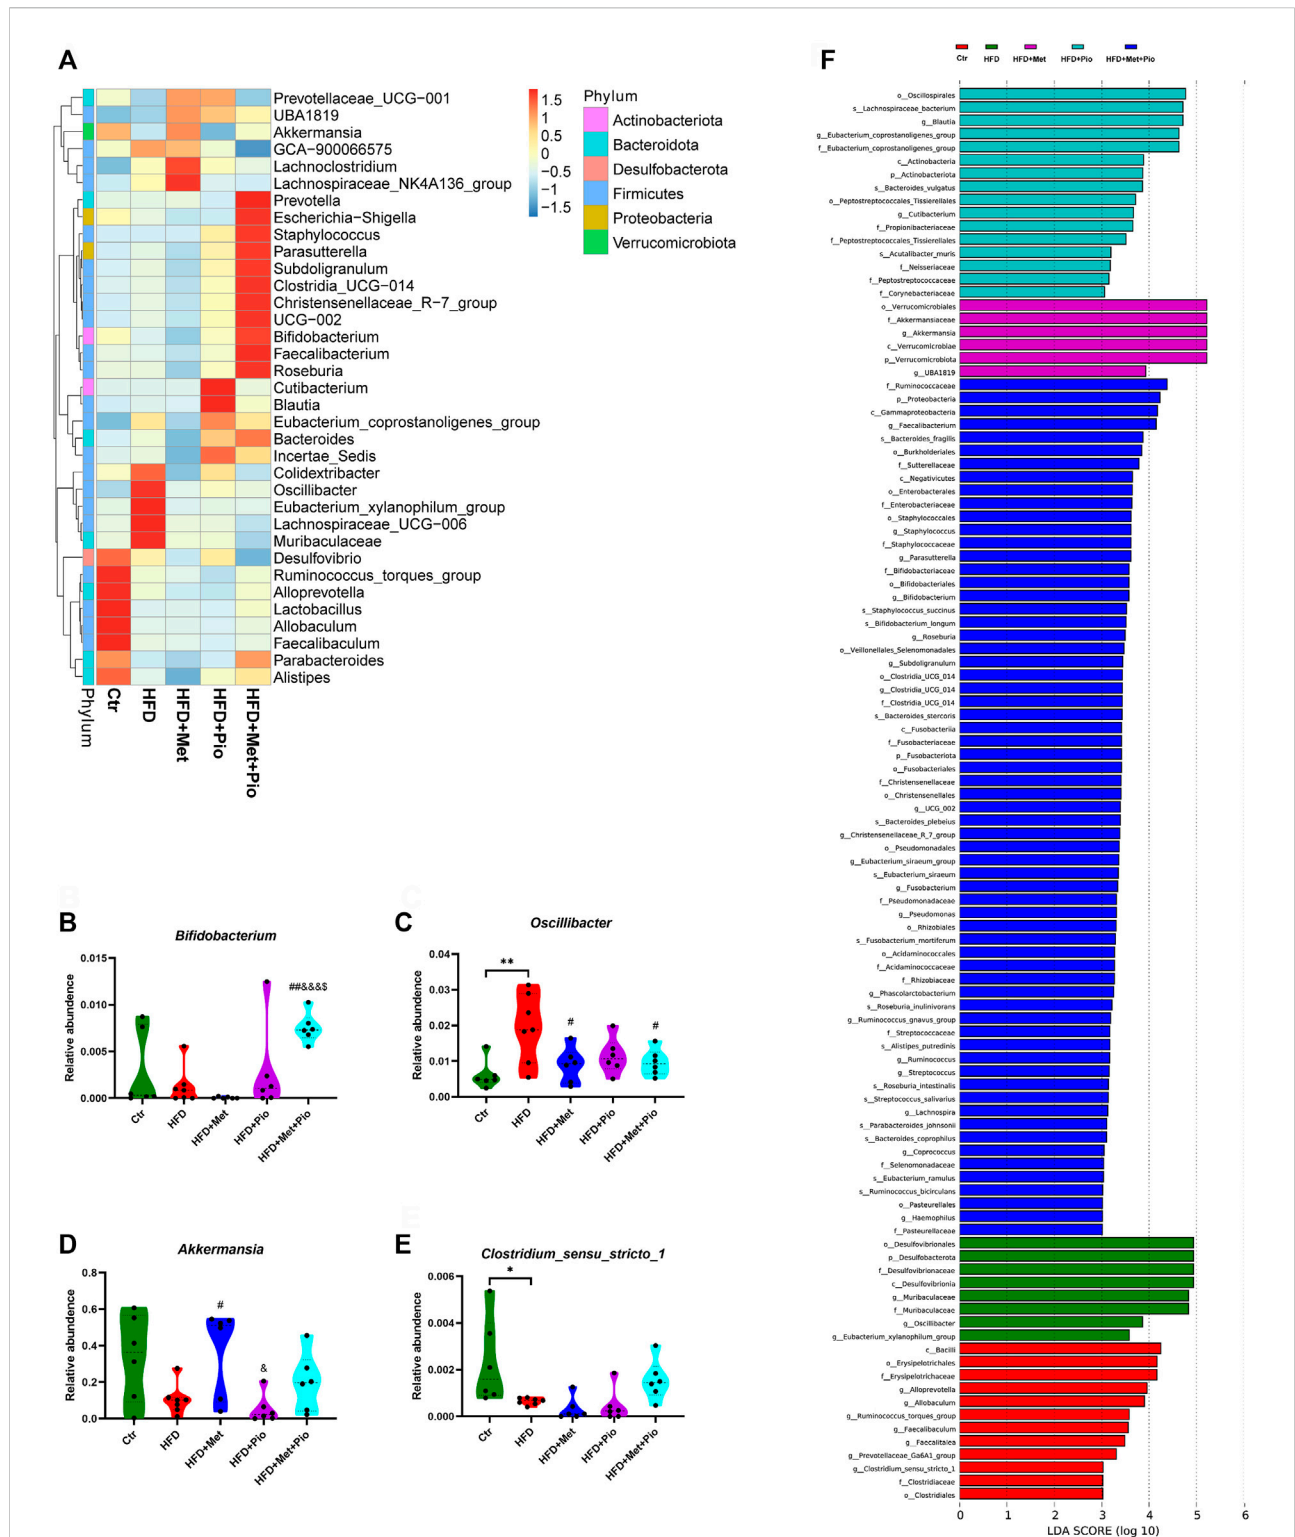 A
Prevotellace_UCG-001
UBA1819
Akkermansia
GCA-900066575
Lachnoclostridium
Lachnospiraceae_NK4A136_group
Prevotella
Escherichia-Shigella
Staphylococcus
Parasutterella
Subdoligranulum
Clostridia_UCG-014
Christensenellaceae_R-7_group
UCG-002
Bifidobacterium
Faecalibacterium
Roseburia
Cutibacterium
Blautia
Eubacterium_coprostanoligenes_group
Bacteroides
Incertae_Sedis
Colidextribacter
Oscillibacter
Eubacterium_xylanophilum_group
Lachnospiraceae_UCG-006
Muribaculaceae
Desulfovibrio
Ruminococcus_torques_group
Alloprevotella
Lactobacillus
Allobaculum
Faecalibaculum
Parabacteroides
Alistipes
Phylum
Ctr
HFD
HFD+Met
HFD+Pio
HFD+Met+Pio
1.5
1
0.5
0
-0.5
-1
-1.5
Phylum
Actinobacteriota
Bacteroidota
Desulfobacterota
Firmicutes
Proteobacteria
Verrucomicrobiota
B
Bifidobacterium
Relative abundance
0.015
0.010
0.005
0.000
##&&&$
Ctr
HFD
HFD+Met
HFD+Pio
HFD+Met+Pio
C
Oscillibacter
Relative abundance
0.04
0.03
0.02
0.01
0.00
**
#
#
Ctr
HFD
HFD+Met
HFD+Pio
HFD+Met+Pio
D
Akkermansia
Relative abundance
0.8
0.6
0.4
0.2
0.0
#
&
Ctr
HFD
HFD+Met
HFD+Pio
HFD+Met+Pio
E
Clostridium_sensu_stricto_1
Relative abundance
0.006
0.004
0.002
0.000
*
Ctr
HFD
HFD+Met
HFD+Pio
HFD+Met+Pio
F
Ctr HFD HFD+Met HFD+Pio HFD+Met+Pio
o__Oscillospirales
s__Lachnospiraceae_bacterium
g__Blautia
g__Eubacterium_coprostanoligenes_group
f__Eubacterium_coprostanoligenes_group
c__Actinobacteria
p__Actinobacteriota
s__Bacteroides_vulgatus
o__Peptostreptococcales_Tissierellales
g__Cutibacterium
f__Propionibacteriaceae
f__Peptostreptococcales_Tissierellales
s__Acutalibacter_muris
f__Neisseriaceae
f__Peptostreptococcaceae
f__Corynebacteriaceae
o__Verrucomicrobiales
f__Akkermansiaceae
g__Akkermansia
c__Verrucomicrobiae
p__Verrucomicrobiota
g__UBA1819
f__Ruminococcaceae
p__Proteobacteria
c__Gammaproteobacteria
g__Faecalibacterium
s__Bacteroides_fragilis
o__Burkholderiales
f__Sutterellaceae
c__Negativicutes
o__Enterobacterales
f__Enterobacteriaceae
o__Staphylococcales
g__Staphylococcus
f__Staphylococcaceae
g__Parasutterella
f__Bifidobacteriaceae
o__Bifidobacteriales
g__Bifidobacterium
s__Staphylococcus_succinus
s__Bifidobacterium_longum
g__Roseburia
o__Veillonellales_Selenomonadales
g__Subdoligranulum
o__Clostridia_UCG_014
g__Clostridia_UCG_014
f__Clostridia_UCG_014
s__Bacteroides_stercoris
c__Fusobacteriia
f__Fusobacteriaceae
p__Fusobacteriota
o__Fusobacteriales
f__Christensenellaceae
o__Christensenellales
g__UCG_002
s__Bacteroides_plebeius
g__Christensenellaceae_R_7_group
o__Pseudomonadales
g__Eubacterium_siraeum_group
s__Eubacterium_siraeum
g__Fusobacterium
f__Pseudomonadaceae
g__Pseudomonas
o__Rhizobiales
s__Fusobacterium_mortiferum
o__Acidaminococcales
f__Acidaminococcaceae
f__Rhizobiaceae
g__Phascolarctobacterium
s__Roseburia_inulinivorans
g__Ruminococcus_gnavus_group
f__Streptococcaceae
s__Alistipes_putredinis
g__Ruminococcus
g__Streptococcus
s__Roseburia_intestinalis
s__Streptococcus_salivarius
g__Lachnospira
s__Parabacteroides_johnsonii
s__Bacteroides_coprophilus
g__Coprococcus
f__Selenomonadaceae
s__Eubacterium_ramulus
s__Ruminococcus_bicirculans
o__Pasteurellales
g__Haemophilus
f__Pasteurellaceae
o__Desulfovibrionales
p__Desulfobacterota
f__Desulfovibrionaceae
c__Desulfovibrionia
g__Muribaculaceae
f__Muribaculaceae
g__Oscillibacter
g__Eubacterium_xylanophilum_group
c__Bacilli
o__Erysipelotrichales
f__Erysipelotrichaceae
g__Alloprevotella
g__Allobaculum
g__Ruminococcus_torques_group
g__Faecalibaculum
g__Faecalitalea
g__Prevotellaceae_Ga6A1_group
g__Clostridium_sensu_stricto_1
f__Clostridiaceae
o__Clostridiales
0 1 2 3 4 5 6
LDA SCORE (log 10)